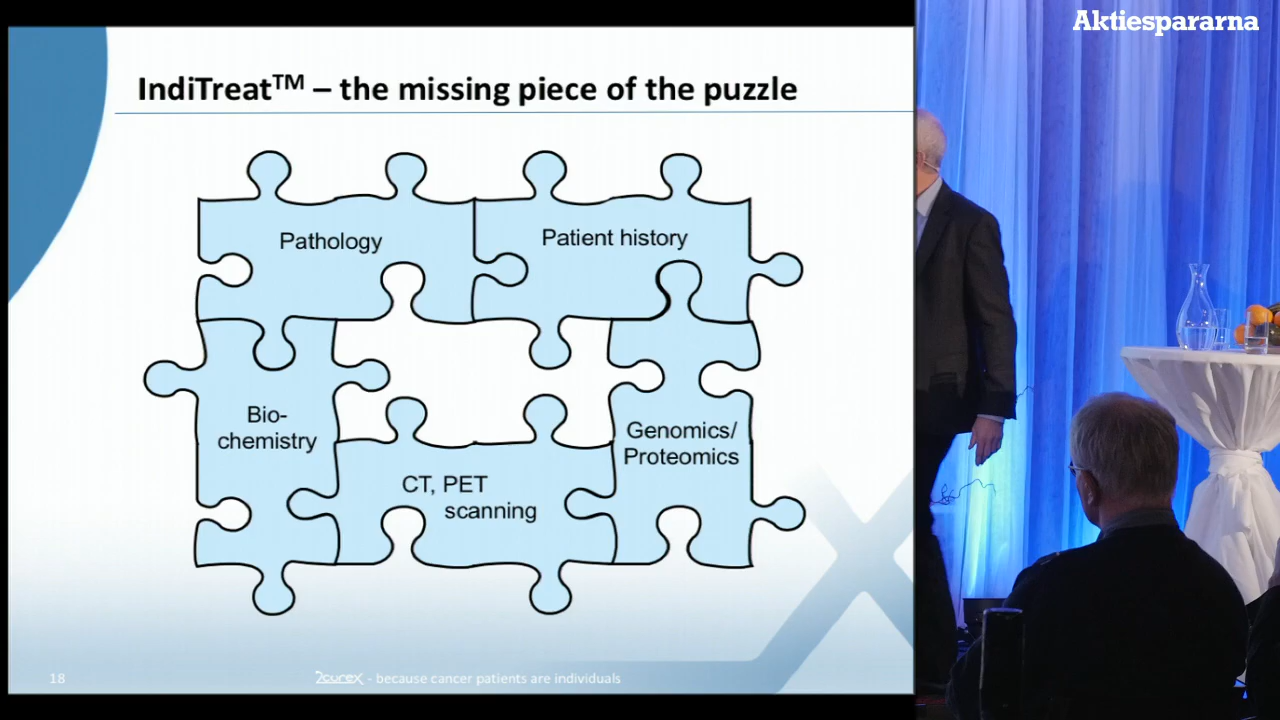 Aktiespararna
IndiTreat™ – the missing piece of the puzzle
Pathology
Patient history
Bio-
chemistry
Genomics/
Proteomics
CT, PET
scanning
18
2cureX - because cancer patients are individuals